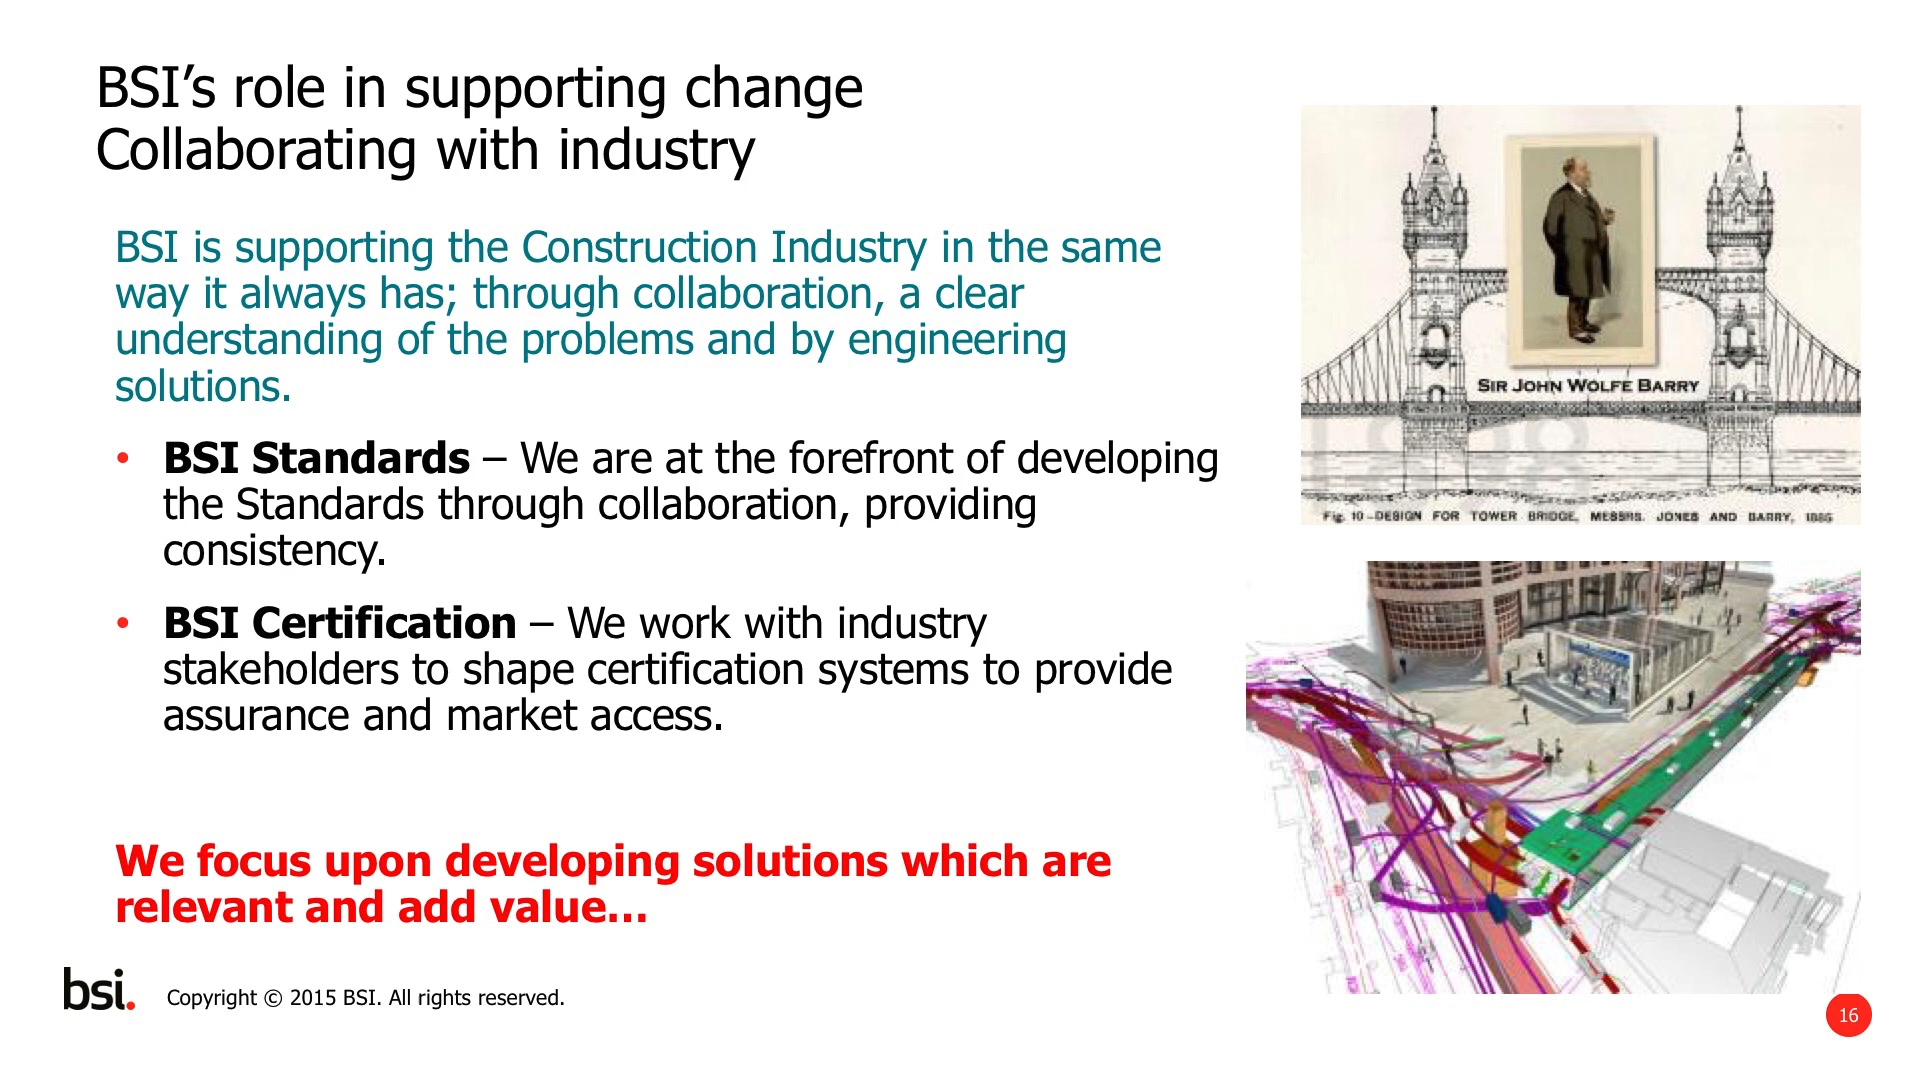 BSI’s role in supporting change
Collaborating with industry
BSI is supporting the Construction Industry in the same
way it always has; through collaboration, a clear
understanding of the problems and by engineering
solutions.
• BSI Standards – We are at the forefront of developing
the Standards through collaboration, providing
consistency.
• BSI Certification – We work with industry
stakeholders to shape certification systems to provide
assurance and market access.
We focus upon developing solutions which are
relevant and add value…
SIR JOHN WOLFE BARRY
Fig. 10-DESIGN FOR TOWER BRIDGE, MESSRS. JONES AND BARRY, 1885
bsi.
Copyright © 2015 BSI. All rights reserved.
16